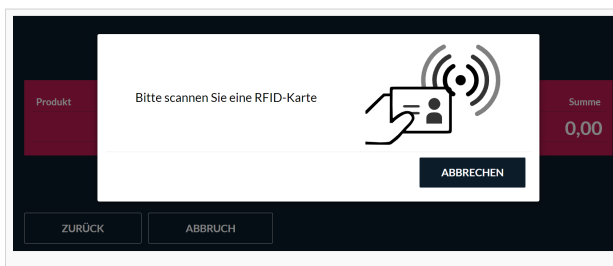 Bitte scannen Sie eine RFID-Karte
Produkt
Summe
0,00
ABBRECHEN
ZURÜCK
ABBRUCH